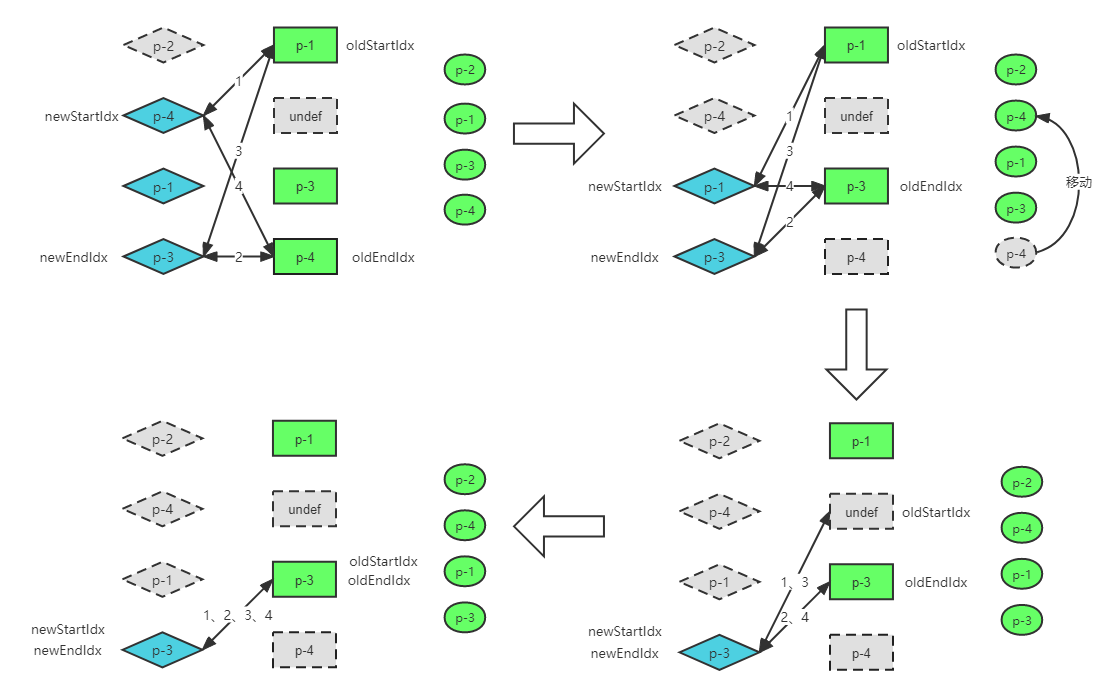 p-2
p-1
oldStartIdx
p-2
1
newStartIdx
p-4
undef
p-1
3
4
p-1
p-3
p-3
p-4
newEndIdx
p-3
2
p-4
oldEndIdx
p-2
p-1
oldStartIdx
p-2
p-4
1
undef
p-4
3
p-1
newStartIdx
p-1
4
p-3
oldEndIdx
移动
p-3
2
newEndIdx
p-3
p-4
p-4
p-2
p-1
p-2
p-4
undef
p-4
p-1
p-3
oldStartIdx
oldEndIdx
p-1
1、2、3、4
p-3
newStartIdx
newEndIdx
p-3
p-4
p-2
p-1
p-2
p-4
undef
oldStartIdx
p-4
p-1
1、3
p-3
oldEndIdx
p-1
2、4
p-3
newStartIdx
newEndIdx
p-3
p-4